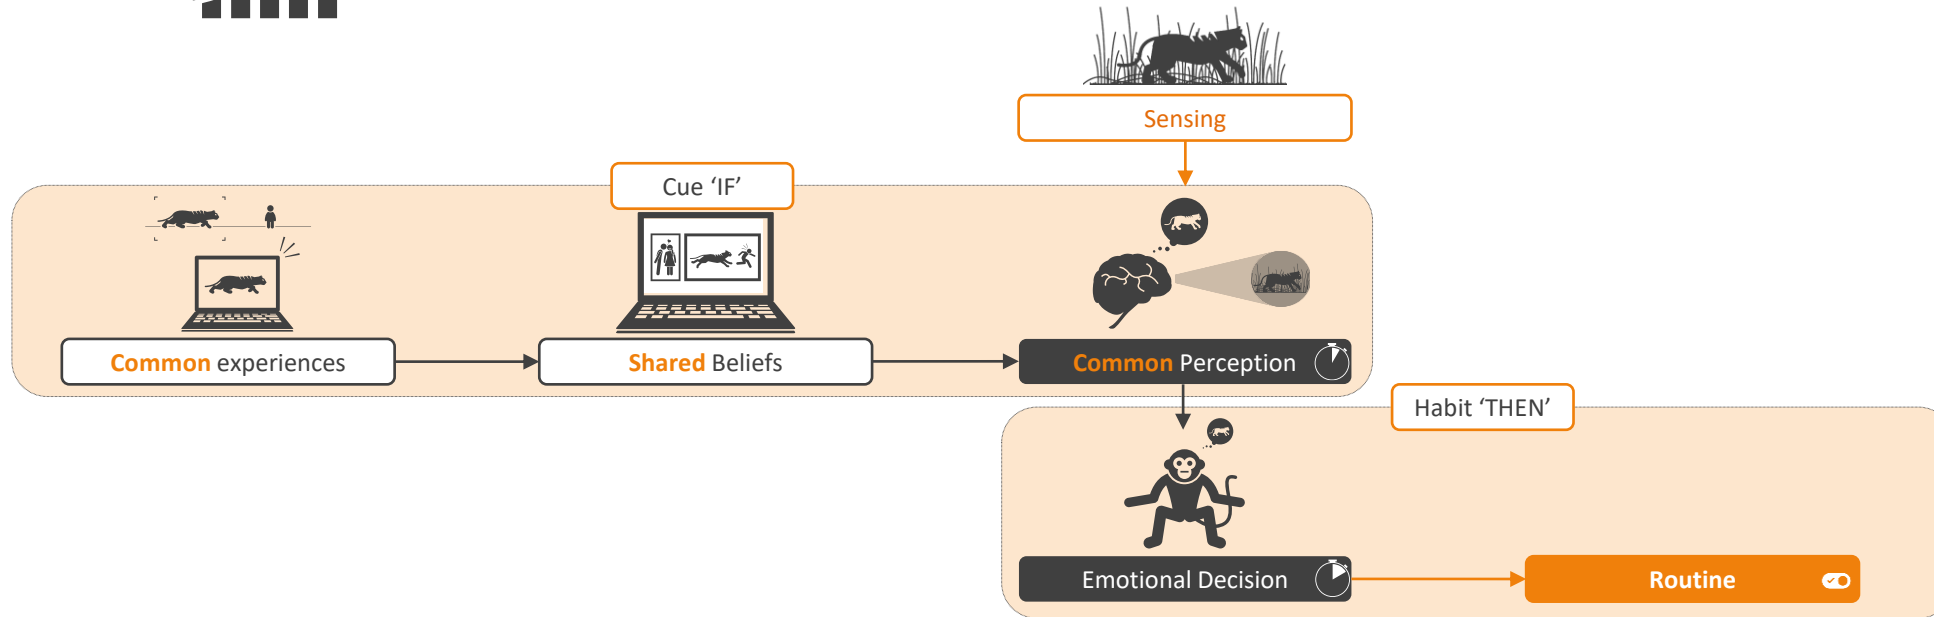 Sensing
Cue ‘IF’
Common experiences
Shared Beliefs
Common Perception
Habit ‘THEN’
Emotional Decision
Routine